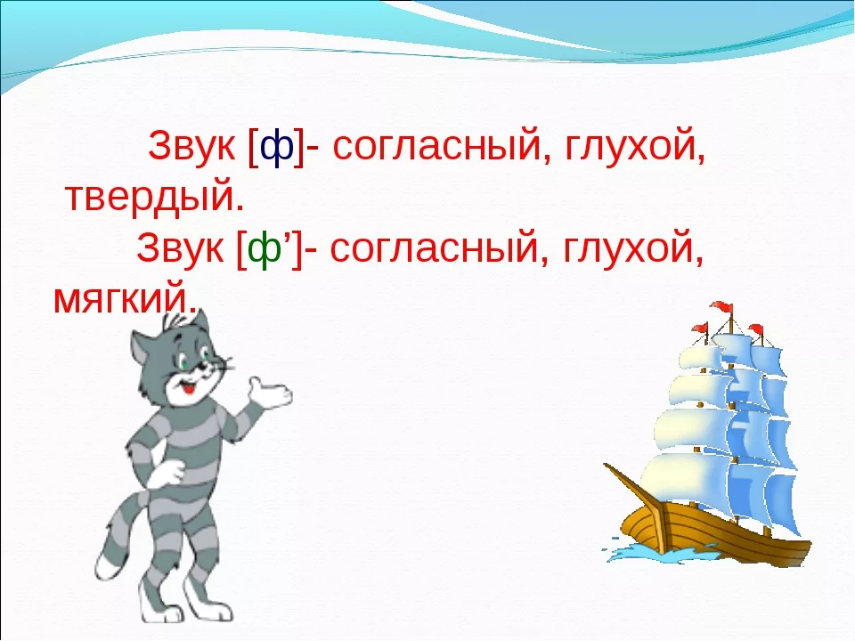 Звук [ф]- согласный, глухой,
твердый.
Звук [ф’]- согласный, глухой,
мягкий.